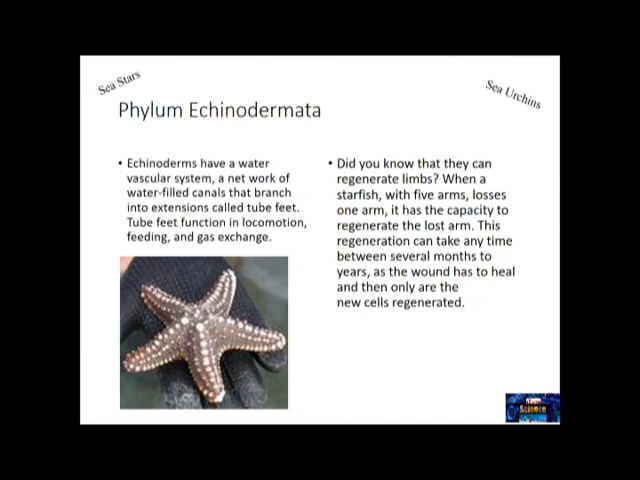 Sea Stars
Sea Urchins
Phylum Echinodermata
• Echinoderms have a water
vascular system, a net work of
water-filled canals that branch
into extensions called tube feet.
Tube feet function in locomotion,
feeding, and gas exchange.
• Did you know that they can
regenerate limbs? When a
starfish, with five arms, losses
one arm, it has the capacity to
regenerate the lost arm. This
regeneration can take any time
between several months to
years, as the wound has to heal
and then only are the
new cells regenerated.
Science